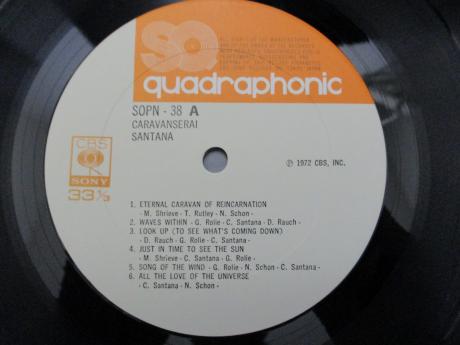 SQ
quadraphonic
SOPN - 38 A
CARAVANSERAI
SANTANA
CBS
SONY
33 1/3
℗ 1972 CBS, INC.
1. ETERNAL CARAVAN OF REINCARNATION
- M. Shrieve - T. Rutley - N. Schon -
2. WAVES WITHIN - G. Rolie - C. Santana - D. Rauch -
3. LOOK UP (TO SEE WHAT'S COMING DOWN)
- D. Rauch - G. Rolie - C. Santana -
4. JUST IN TIME TO SEE THE SUN
- M. Shrieve - C. Santana - G. Rolie -
5. SONG OF THE WIND - G. Rolie - N. Schon - C. Santana -
6. ALL THE LOVE OF THE UNIVERSE
- C. Santana - N. Schon -